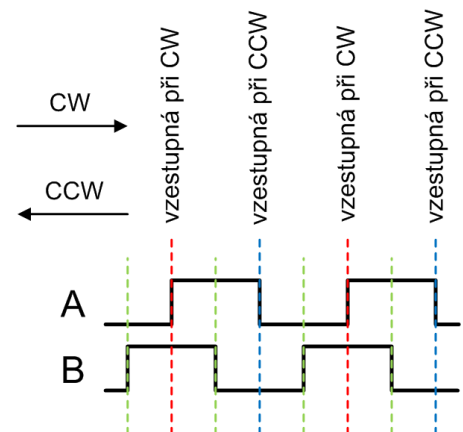 CW
CCW
vzestupná při CW
vzestupná při CCW
vzestupná při CW
vzestupná při CCW
A
B